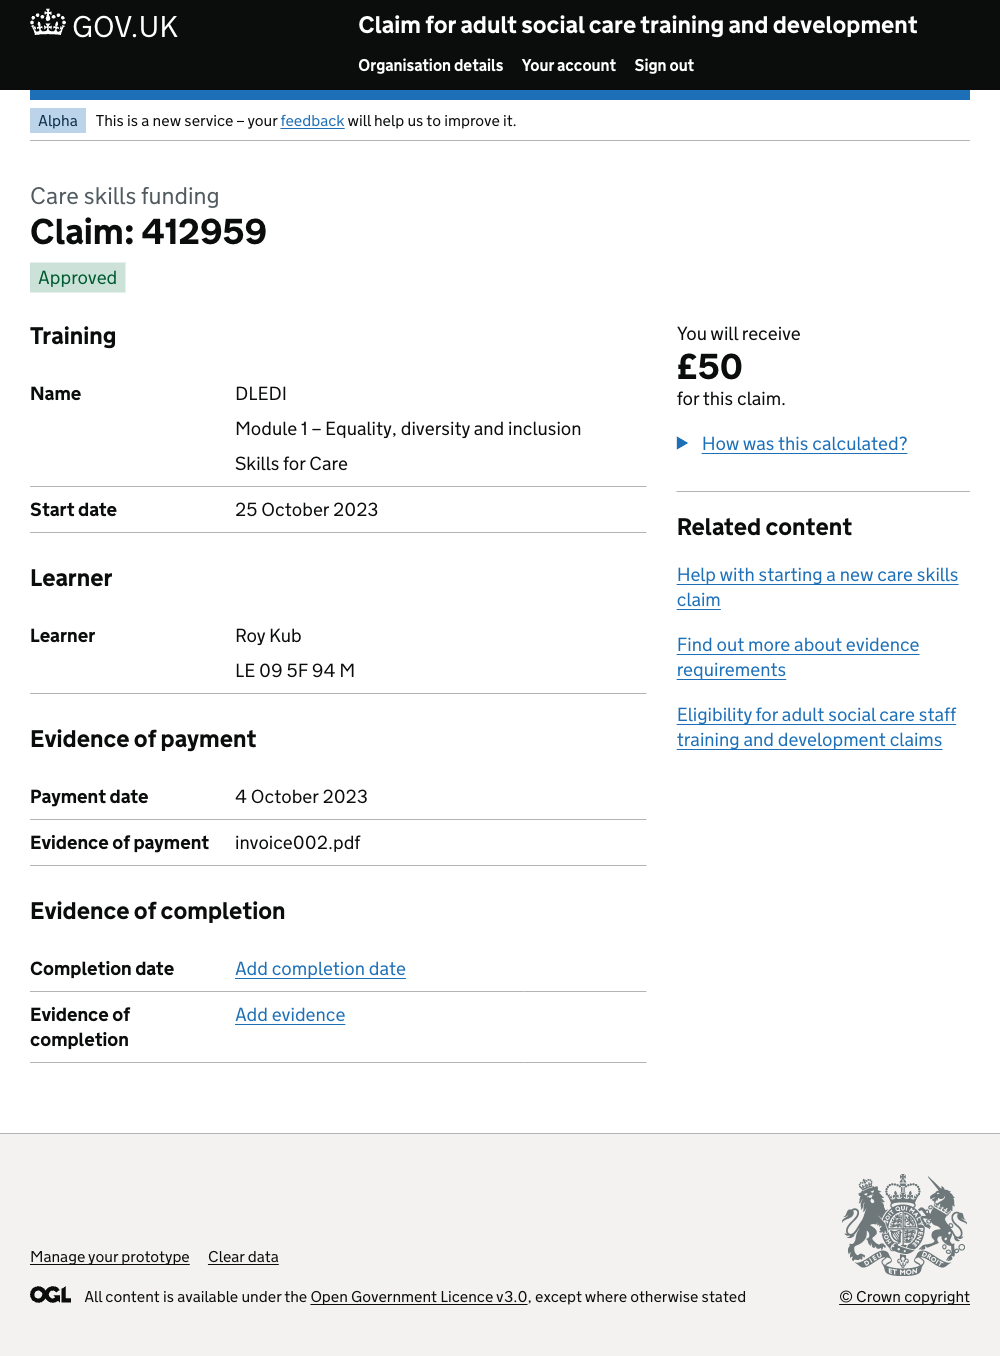 GOV.UK
Claim for adult social care training and development
Organisation details Your account Sign out
Alpha This is a new service – your feedback will help us to improve it.
Care skills funding
Claim: 412959
Approved
Training
Name DLEDI
Module 1 – Equality, diversity and inclusion
Skills for Care
Start date 25 October 2023
Learner
Learner Roy Kub
LE 09 5F 94 M
Evidence of payment
Payment date 4 October 2023
Evidence of payment invoice002.pdf
Evidence of completion
Completion date Add completion date
Evidence of Add evidence
completion
You will receive
£50
for this claim.
How was this calculated?
Related content
Help with starting a new care skills
claim
Find out more about evidence
requirements
Eligibility for adult social care staff
training and development claims
Manage your prototype Clear data
OGL All content is available under the Open Government Licence v3.0, except where otherwise stated
DIEU ET MON DROIT
© Crown copyright